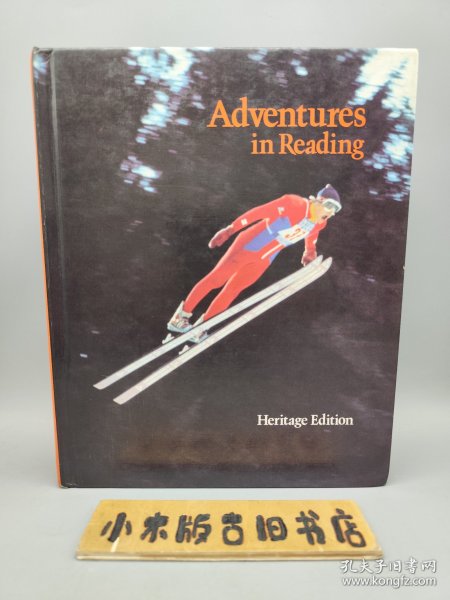 Adventures
in Reading
Heritage Edition
小米版古旧书店
孔夫子旧书网
www.kongfz.com